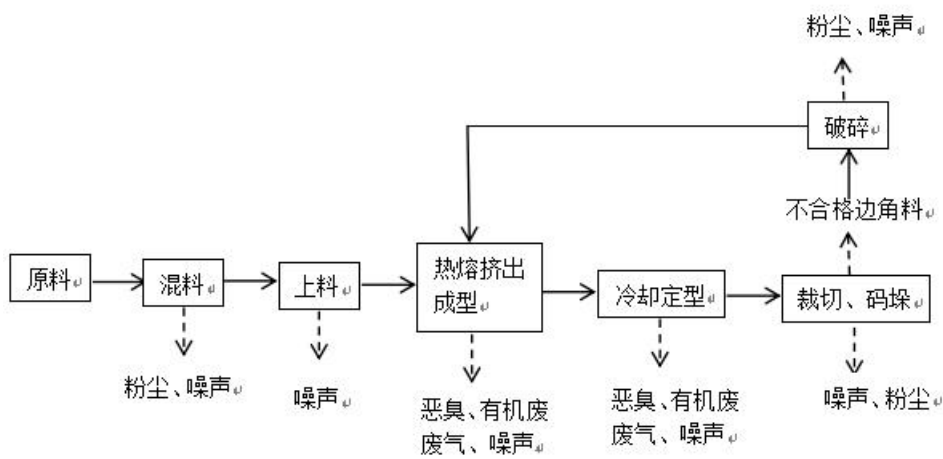 粉尘、噪声
破碎
不合格边角料
原料
混料
上料
热熔挤出
成型
冷却定型
裁切、码垛
粉尘、噪声
噪声
恶臭、有机废
废气、噪声
恶臭、有机废
废气、噪声
噪声、粉尘